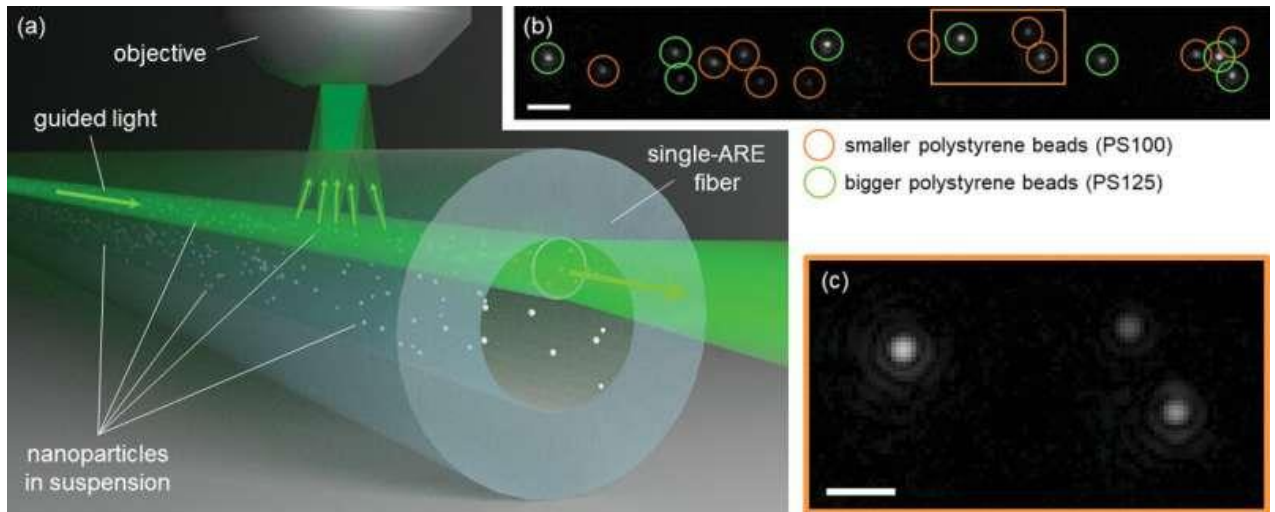 (a)
objective
guided light
single-ARE
fiber
nanoparticles
in suspension
(b)
smaller polystyrene beads (PS100)
bigger polystyrene beads (PS125)
(c)